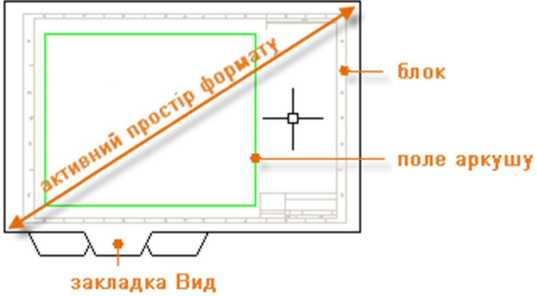 активний простір формату
блок
поле аркушу
закладка Вид